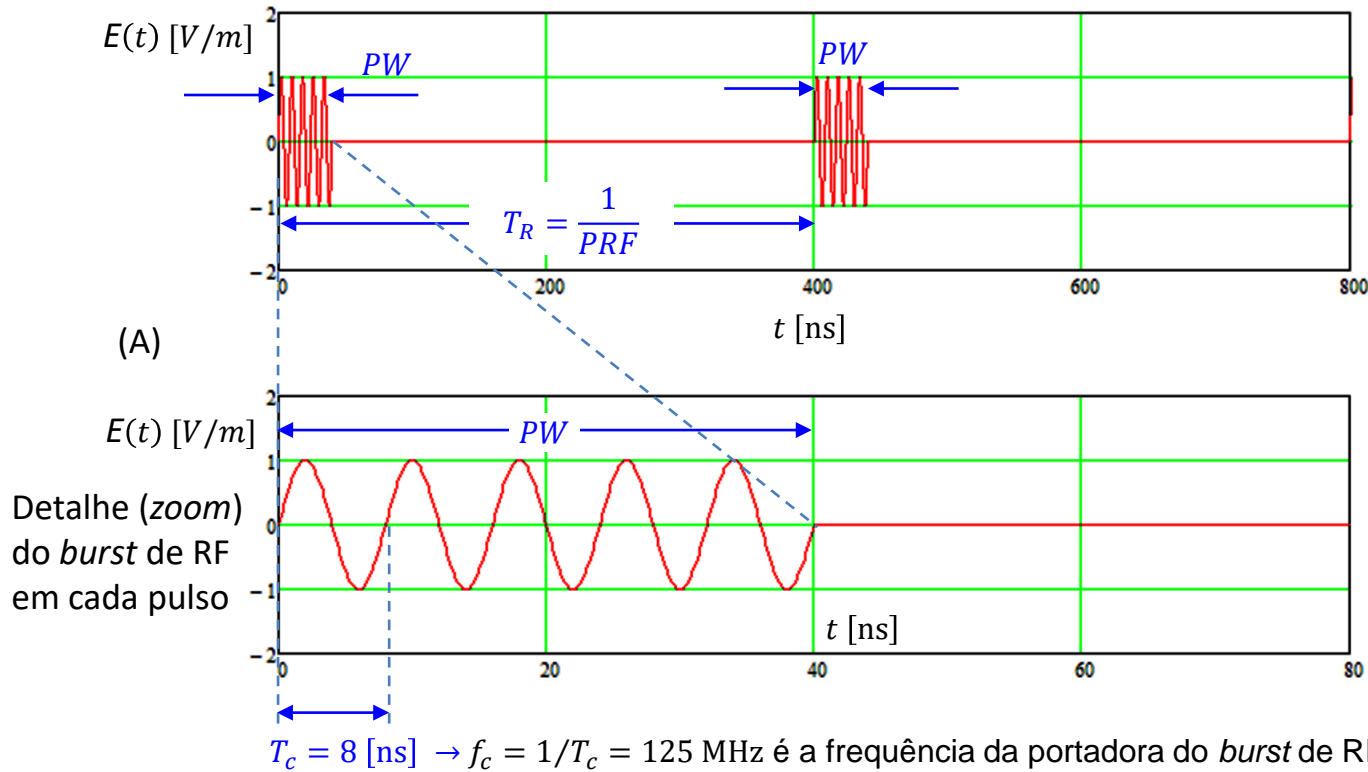 2
E(t) [V/m]
PW
PW
1
0
T_R = 1/PRF
−1
−2
0
200
400
600
800
t [ns]
(A)
2
E(t) [V/m]
PW
1
Detalhe (zoom)
do burst de RF
em cada pulso
0
−1
t [ns]
−2
0
20
40
60
80
T_c = 8 [ns] → f_c = 1/T_c = 125 MHz é a frequência da portadora do burst de